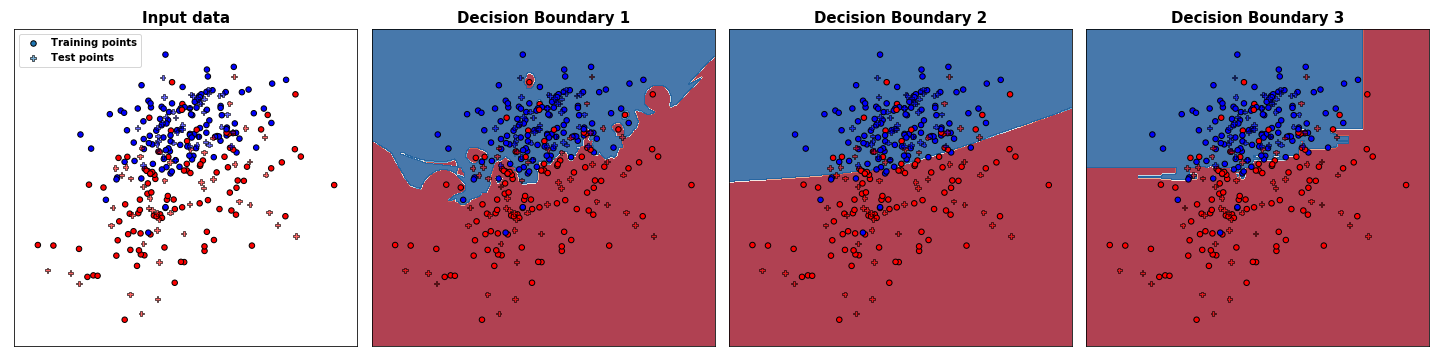 Input data
Decision Boundary 1
Decision Boundary 2
Decision Boundary 3
Training points
Test points